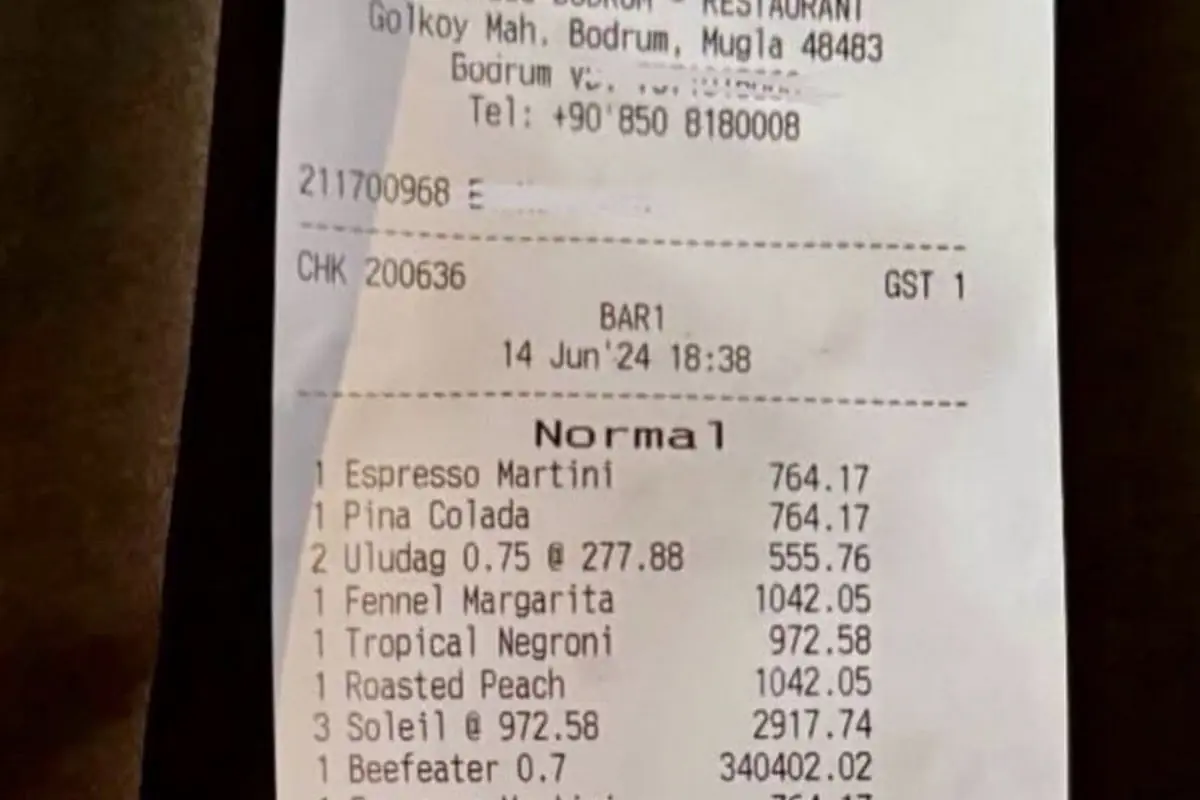 BODRUM - RESTAURANT
Golkoy Mah. Bodrum, Mugla 48483
Bodrum
Tel: +90 850 8180008
211700968 E
CHK 200636 GST 1
BAR1
14 Jun'24 18:38
Normal
1 Espresso Martini 764.17
1 Pina Colada 764.17
2 Uludag 0.75 @ 277.88 555.76
1 Fennel Margarita 1042.05
1 Tropical Negroni 972.58
1 Roasted Peach 1042.05
3 Soleil @ 972.58 2917.74
1 Beefeater 0.7 340402.02